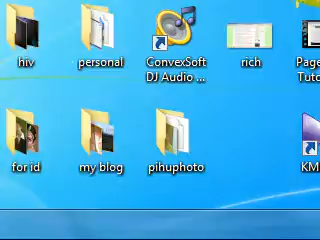 hiv
personal
ConvexSoft
DJ Audio ...
rich
Page
Tuto
for id
my blog
pihuphoto
KM